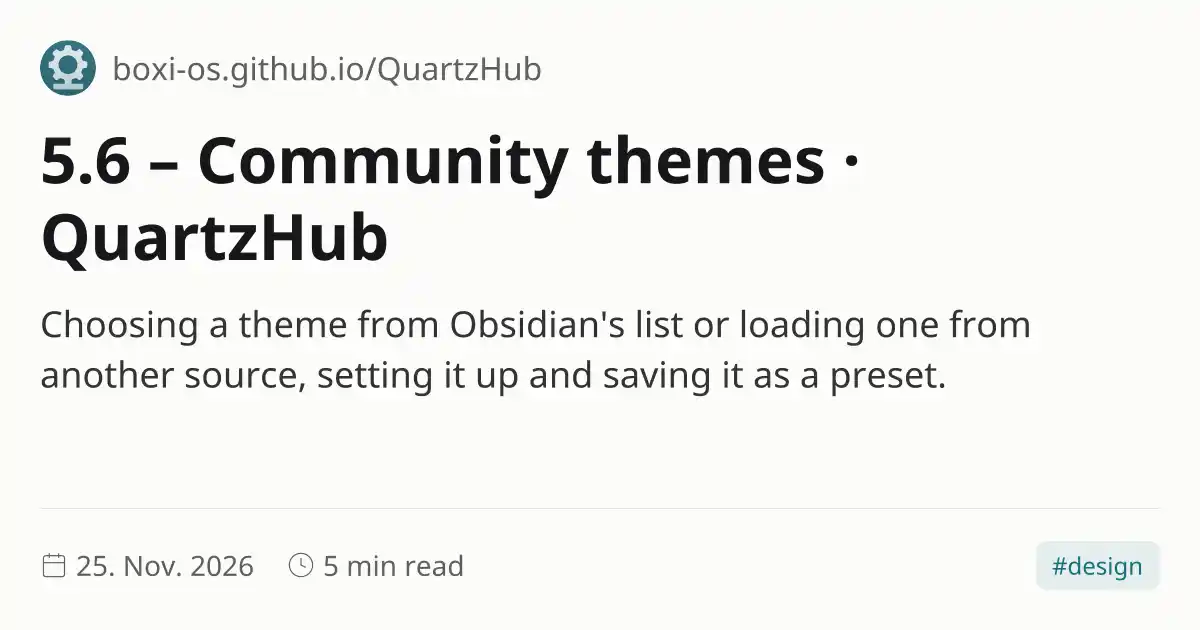 boxi-os.github.io/QuartzHub
5.6 – Community themes ·
QuartzHub
Choosing a theme from Obsidian's list or loading one from
another source, setting it up and saving it as a preset.
25. Nov. 2026 5 min read #design